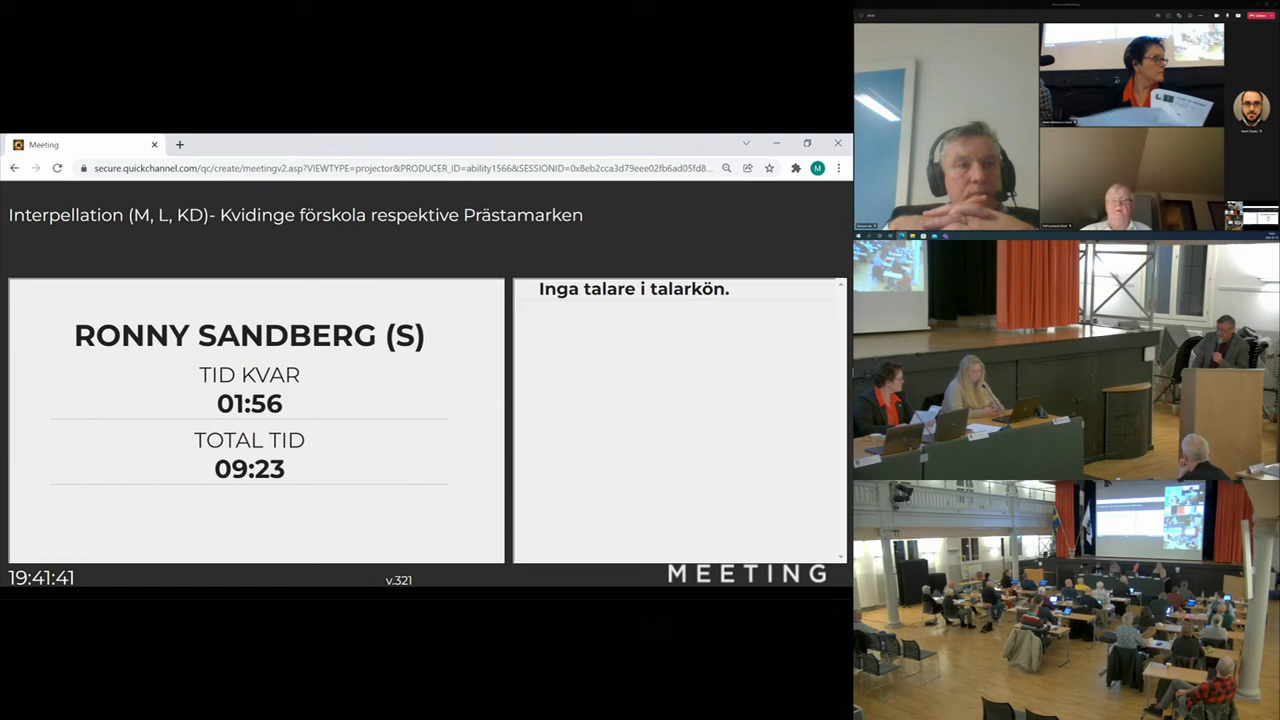 Meeting
secure.quickchannel.com/qc/create/meetingv2.asp?VIEWTYPE=projector&PRODUCER_ID=ability1566&SESSIONID=0x8eb2cca3d79eee02fb6ad05fd8...
M
Interpellation (M, L, KD)- Kvidinge förskola respektive Prästamarken
RONNY SANDBERG (S)
TID KVAR
01:56
TOTAL TID
09:23
Inga talare i talarkön.
19:41:41
v.321
MEETING